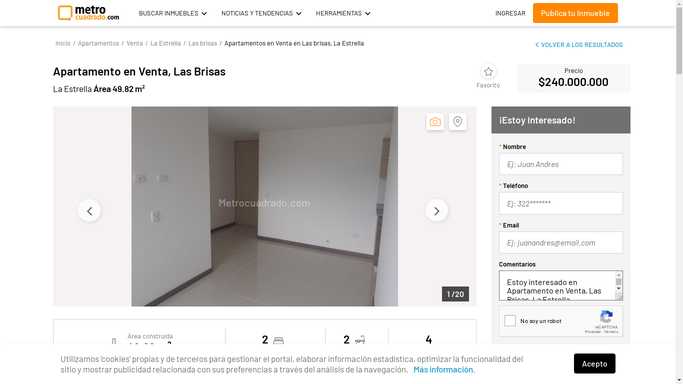 metro
cuadrado.com
BUSCAR INMUEBLES
NOTICIAS Y TENDENCIAS
HERRAMIENTAS
INGRESAR
Publica tu Inmueble
Inicio / Apartamentos / Venta / La Estrella / Las brisas / Apartamentos en Venta en Las brisas, La Estrella
VOLVER A LOS RESULTADOS
Apartamento en Venta, Las Brisas
La Estrella Área 49.82 m²
Favorito
Precio
$240.000.000
Metrocuadrado.com
1 / 20
¡Estoy Interesado!
* Nombre
Ej: Juan Andres
* Teléfono
Ej: 322*******
* Email
Ej: juanandres@email.com
Comentarios
Estoy interesado en
Apartamento en Venta, Las
Brisas, La Estrella
No soy un robot
reCAPTCHA
Privacidad - Términos
Área construida
2
2
4
Utilizamos 'cookies' propias y de terceros para gestionar el portal, elaborar información estadística, optimizar la funcionalidad del
sitio y mostrar publicidad relacionada con sus preferencias a través del análisis de la navegación. Más información.
Acepto